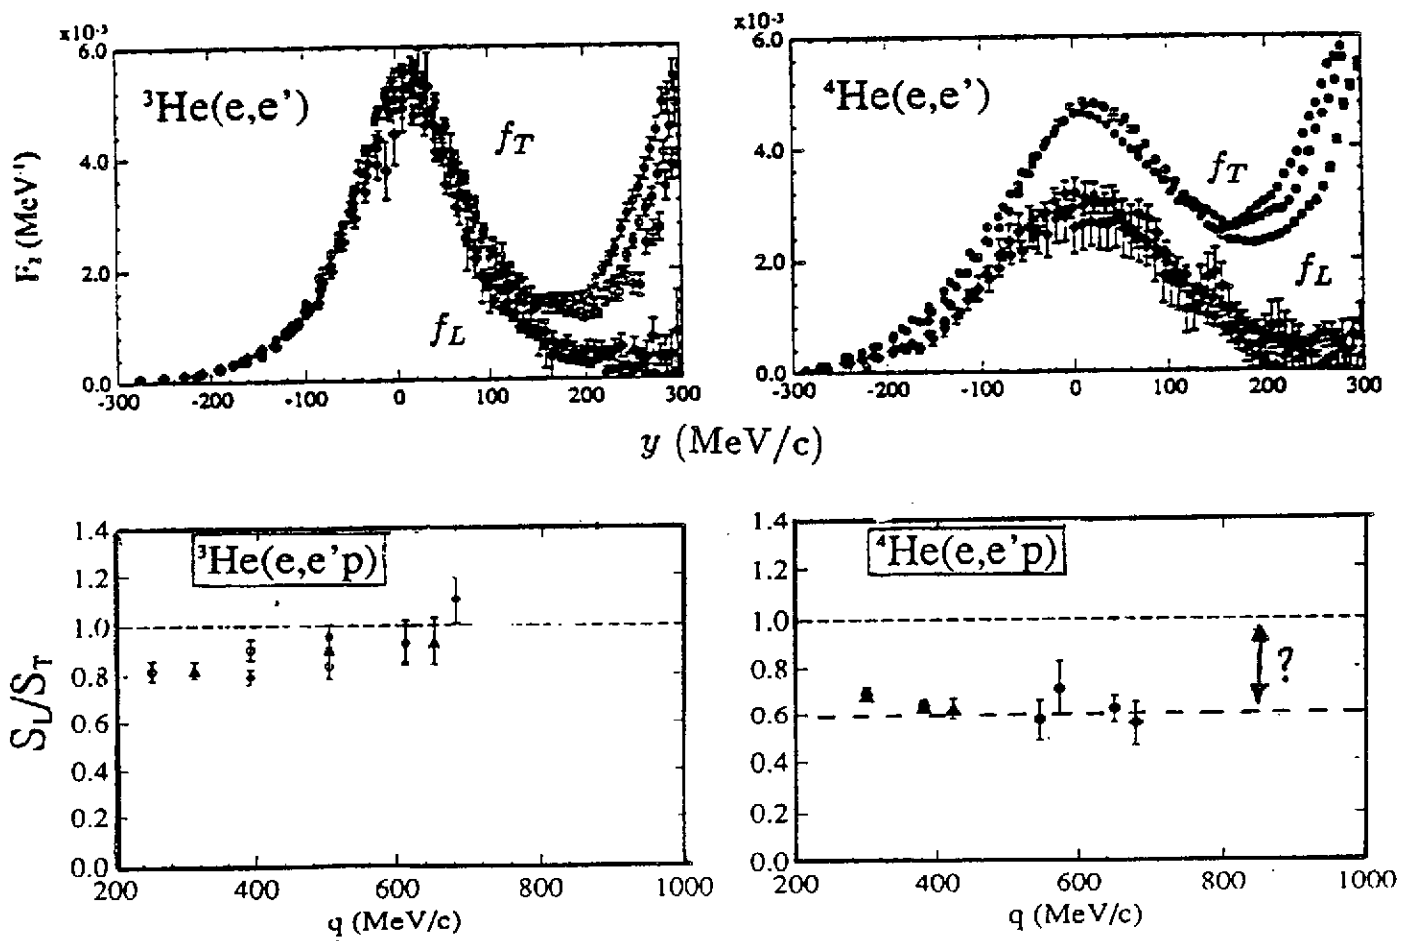 x10⁻³
6.0
4.0
2.0
0.0
F₂ (MeV⁻¹)
³He(e,e')
f_T
f_L
-300 -200 -100 0 100 200 300
x10⁻³
6.0
4.0
2.0
0.0
⁴He(e,e')
f_T
f_L
-300 -200 -100 0 100 200 300
y (MeV/c)
1.4
1.2
1.0
0.8
0.6
0.4
0.2
0.0
S_L/S_T
³He(e,e'p)
200 400 600 800 1000
q (MeV/c)
1.4
1.2
1.0
0.8
0.6
0.4
0.2
0.0
⁴He(e,e'p)
?
200 400 600 800 1000
q (MeV/c)